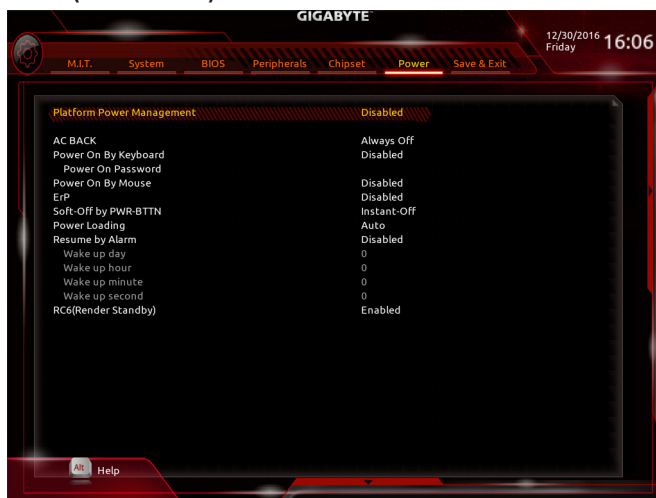 GIGABYTE
12/30/2016 16:06
Friday
M.I.T. System BIOS Peripherals Chipset Power Save & Exit
Platform Power Management Disabled
AC BACK Always Off
Power On By Keyboard Disabled
Power On Password
Power On By Mouse Disabled
ErP Disabled
Soft-Off by PWR-BTTN Instant-Off
Power Loading Auto
Resume by Alarm Disabled
Wake up day 0
Wake up hour 0
Wake up minute 0
Wake up second 0
RC6(Render Standby) Enabled
Alt Help